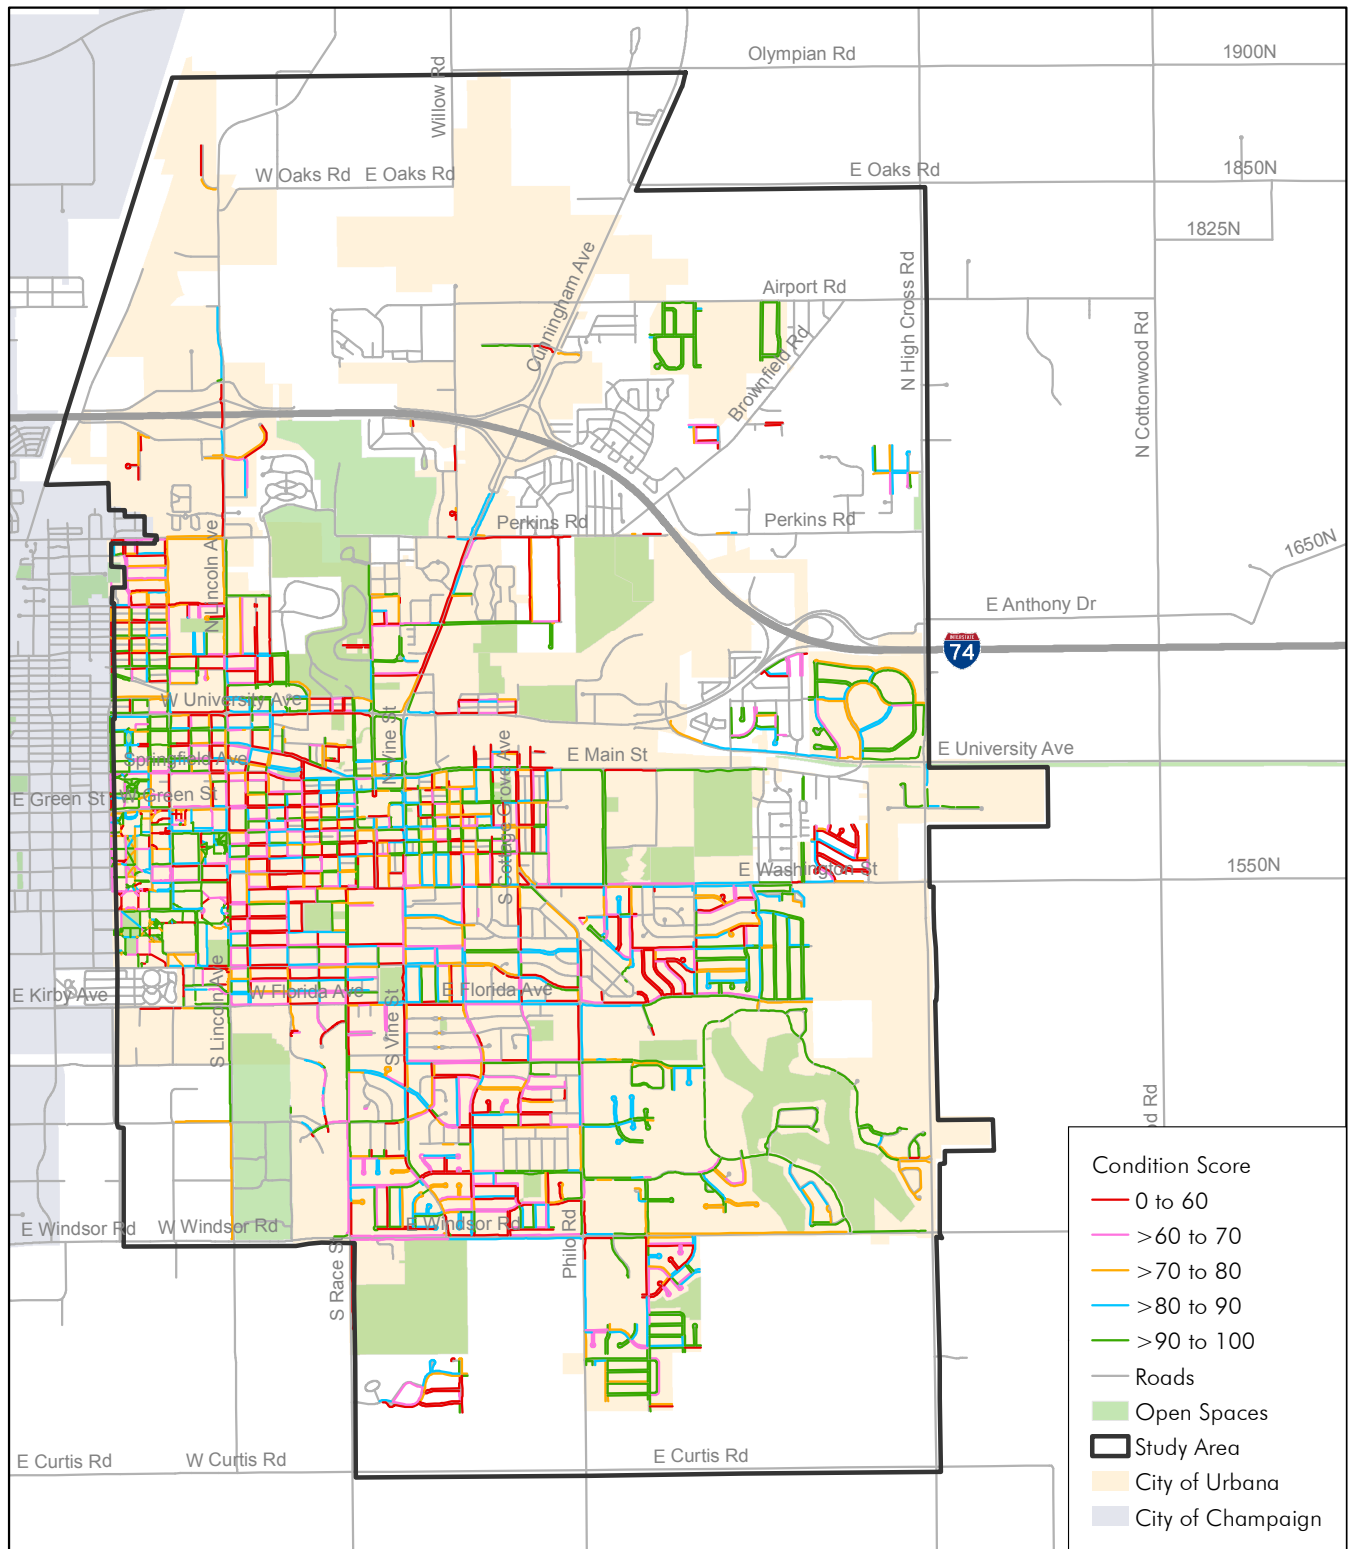 Olympian Rd
1900N
Willow Rd
W Oaks Rd
E Oaks Rd
E Oaks Rd
1850N
1825N
Cunningham Ave
Airport Rd
N High Cross Rd
N Cottonwood Rd
Brownfield Rd
N Lincoln Ave
Perkins Rd
Perkins Rd
1650N
E Anthony Dr
INTERSTATE
74
W University Ave
N Vine St
E Main St
E University Ave
Springfield Ave
E Green St
W Green St
S Cottage Grove Ave
E Washington St
1550N
E Kirby Ave
S Lincoln Ave
W Florida Ave
E Florida Ave
S Vine St
d Rd
E Windsor Rd
W Windsor Rd
E Windsor Rd
S Race St
Philo Rd
E Curtis Rd
W Curtis Rd
E Curtis Rd
Condition Score
0 to 60
>60 to 70
>70 to 80
>80 to 90
>90 to 100
Roads
Open Spaces
Study Area
City of Urbana
City of Champaign